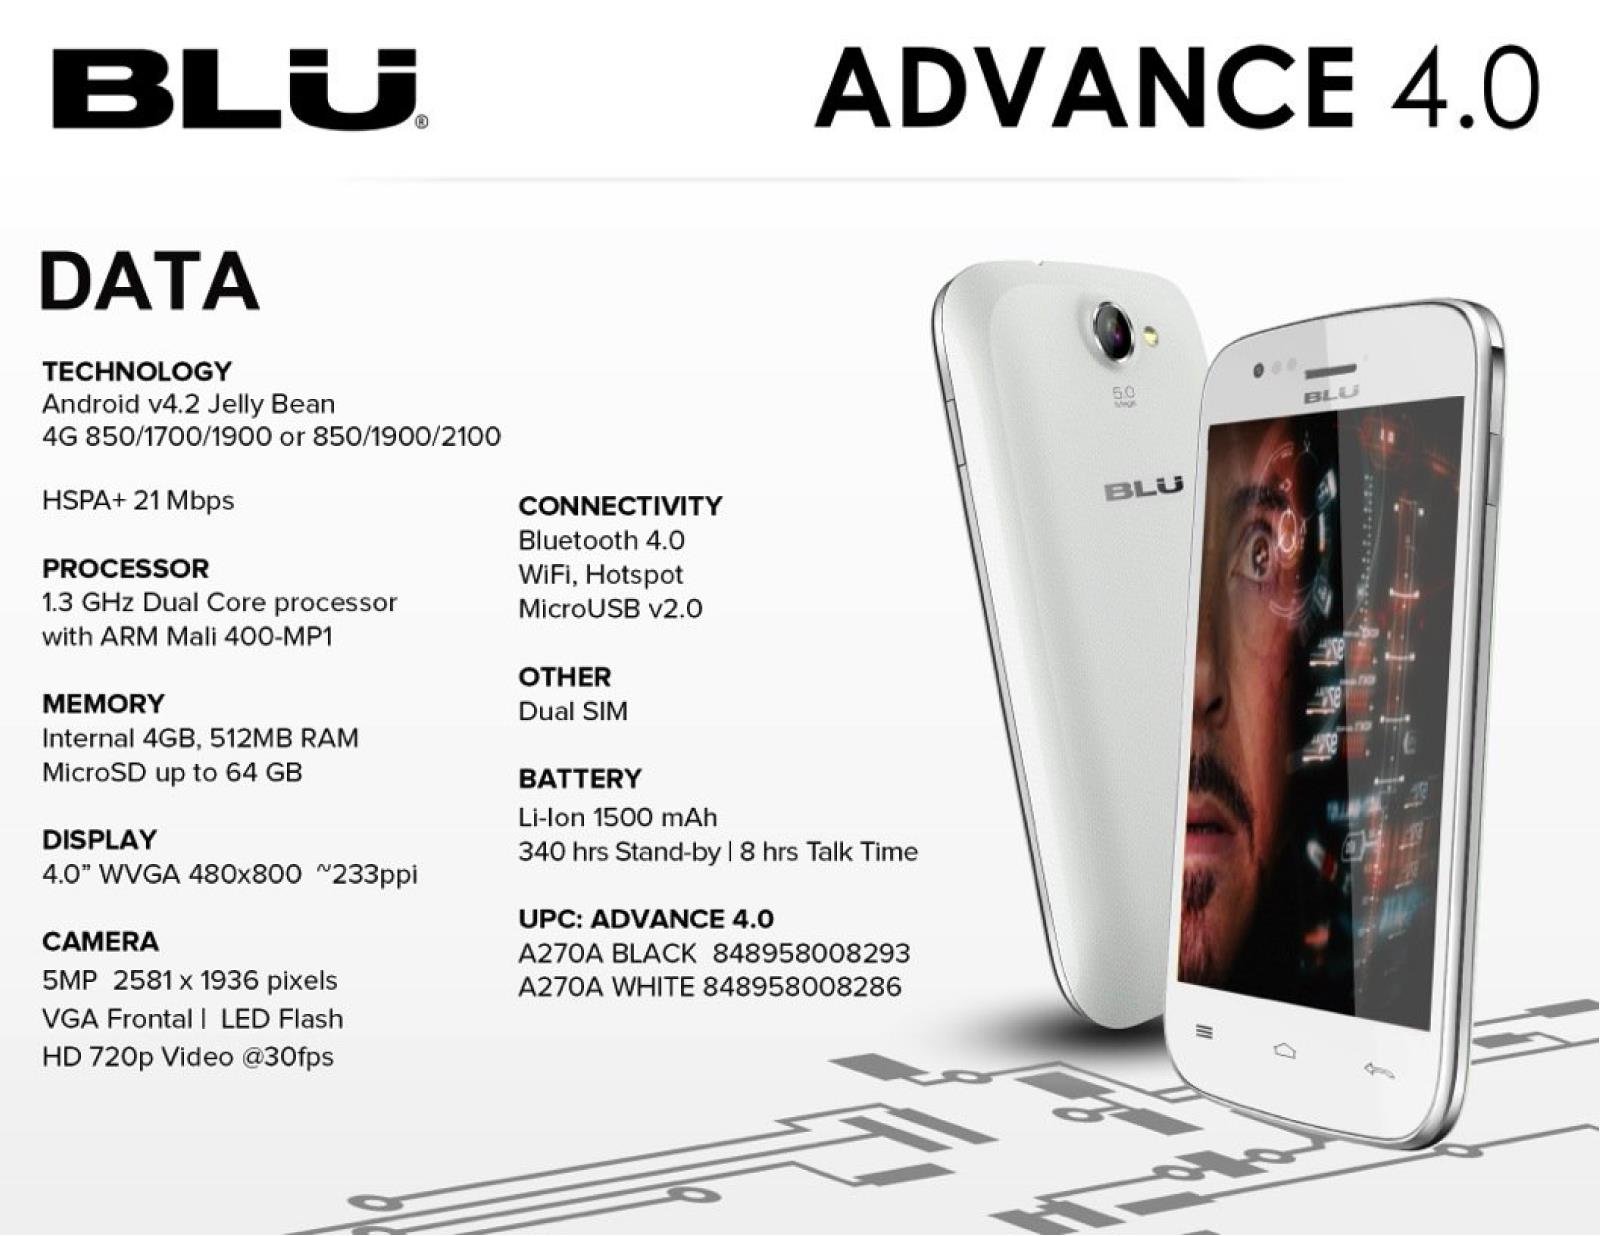 BLU®
ADVANCE 4.0
DATA
TECHNOLOGY
Android v4.2 Jelly Bean
4G 850/1700/1900 or 850/1900/2100
HSPA+ 21 Mbps
PROCESSOR
1.3 GHz Dual Core processor
with ARM Mali 400-MP1
MEMORY
Internal 4GB, 512MB RAM
MicroSD up to 64 GB
DISPLAY
4.0” WVGA 480x800 ~233ppi
CAMERA
5MP 2581 x 1936 pixels
VGA Frontal | LED Flash
HD 720p Video @30fps
CONNECTIVITY
Bluetooth 4.0
WiFi, Hotspot
MicroUSB v2.0
OTHER
Dual SIM
BATTERY
Li-Ion 1500 mAh
340 hrs Stand-by | 8 hrs Talk Time
UPC: ADVANCE 4.0
A270A BLACK 848958008293
A270A WHITE 848958008286
5.0
Mega
BLU
BLU